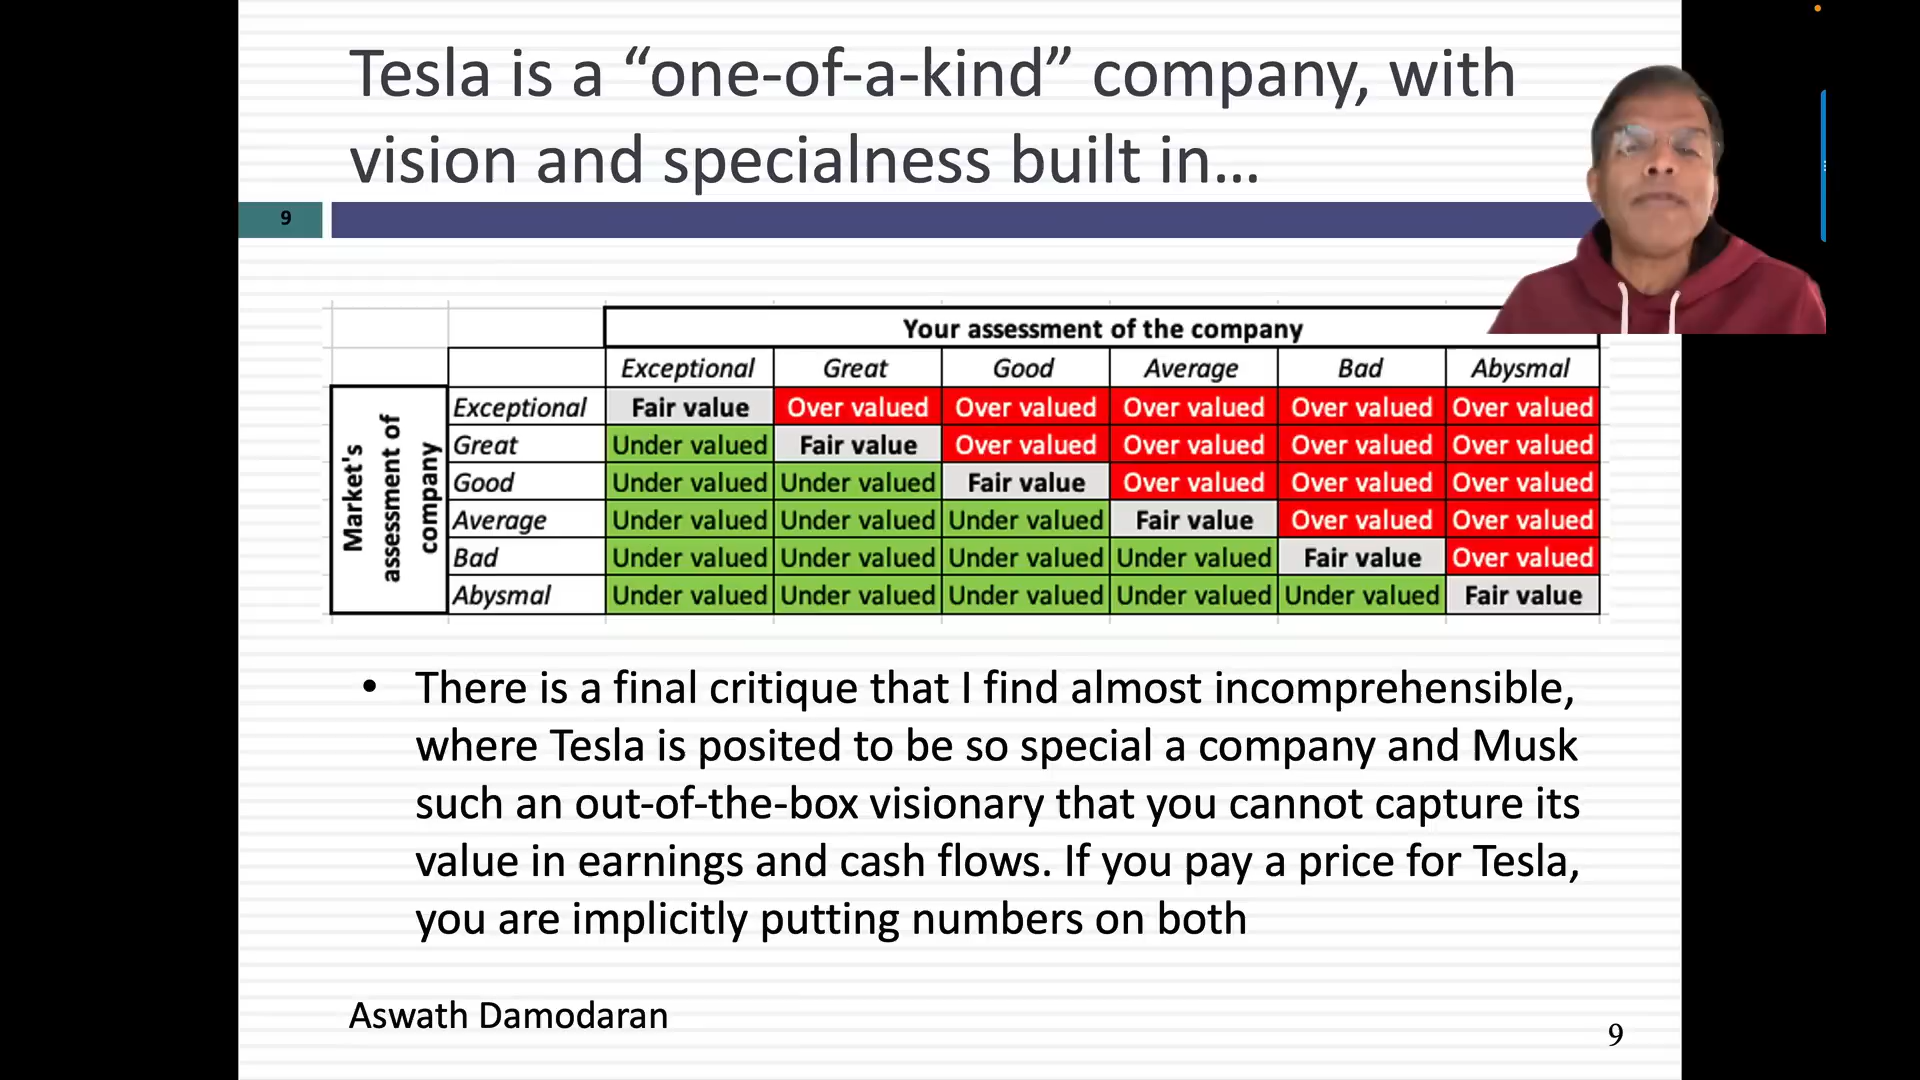 Tesla is a “one-of-a-kind” company, with
vision and specialness built in…
9
Your assessment of the company
Exceptional Great Good Average Bad Abysmal
Market's assessment of company
Exceptional Fair value Over valued Over valued Over valued Over valued Over valued
Great Under valued Fair value Over valued Over valued Over valued Over valued
Good Under valued Under valued Fair value Over valued Over valued Over valued
Average Under valued Under valued Under valued Fair value Over valued Over valued
Bad Under valued Under valued Under valued Under valued Fair value Over valued
Abysmal Under valued Under valued Under valued Under valued Under valued Fair value
• There is a final critique that I find almost incomprehensible,
where Tesla is posited to be so special a company and Musk
such an out-of-the-box visionary that you cannot capture its
value in earnings and cash flows. If you pay a price for Tesla,
you are implicitly putting numbers on both
Aswath Damodaran
9